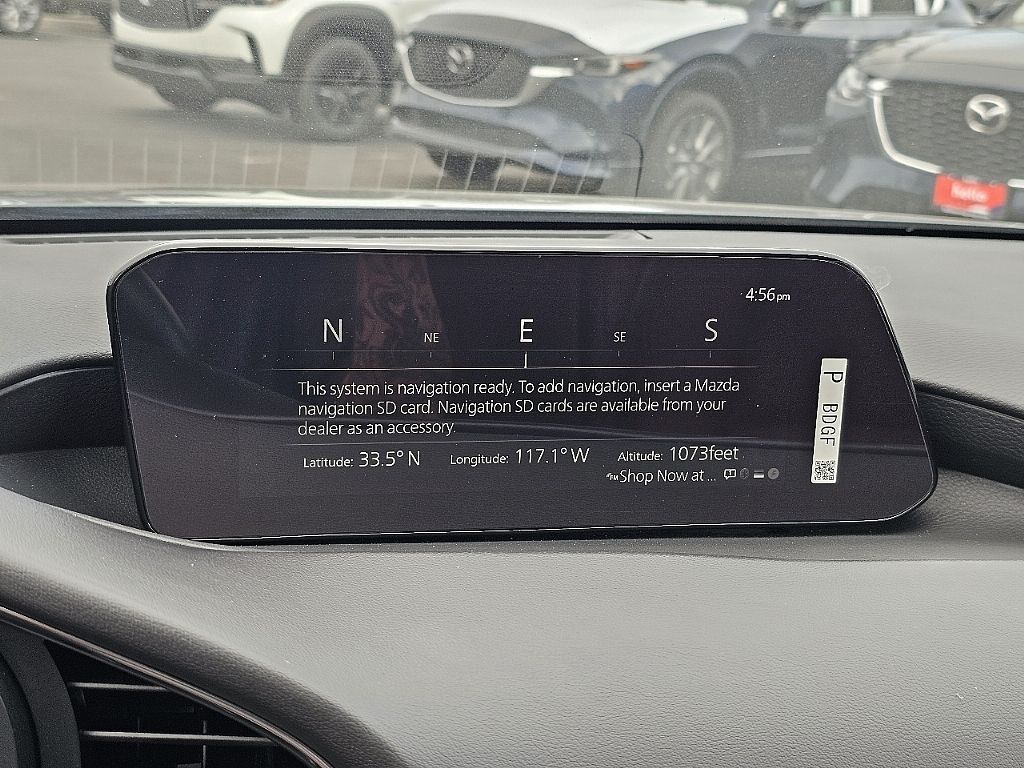 4:56pm
N NE E SE S
This system is navigation ready. To add navigation, insert a Mazda
navigation SD card. Navigation SD cards are available from your
dealer as an accessory.
Latitude: 33.5° N Longitude: 117.1° W Altitude: 1073feet
FM Shop Now at ...
P BDGF